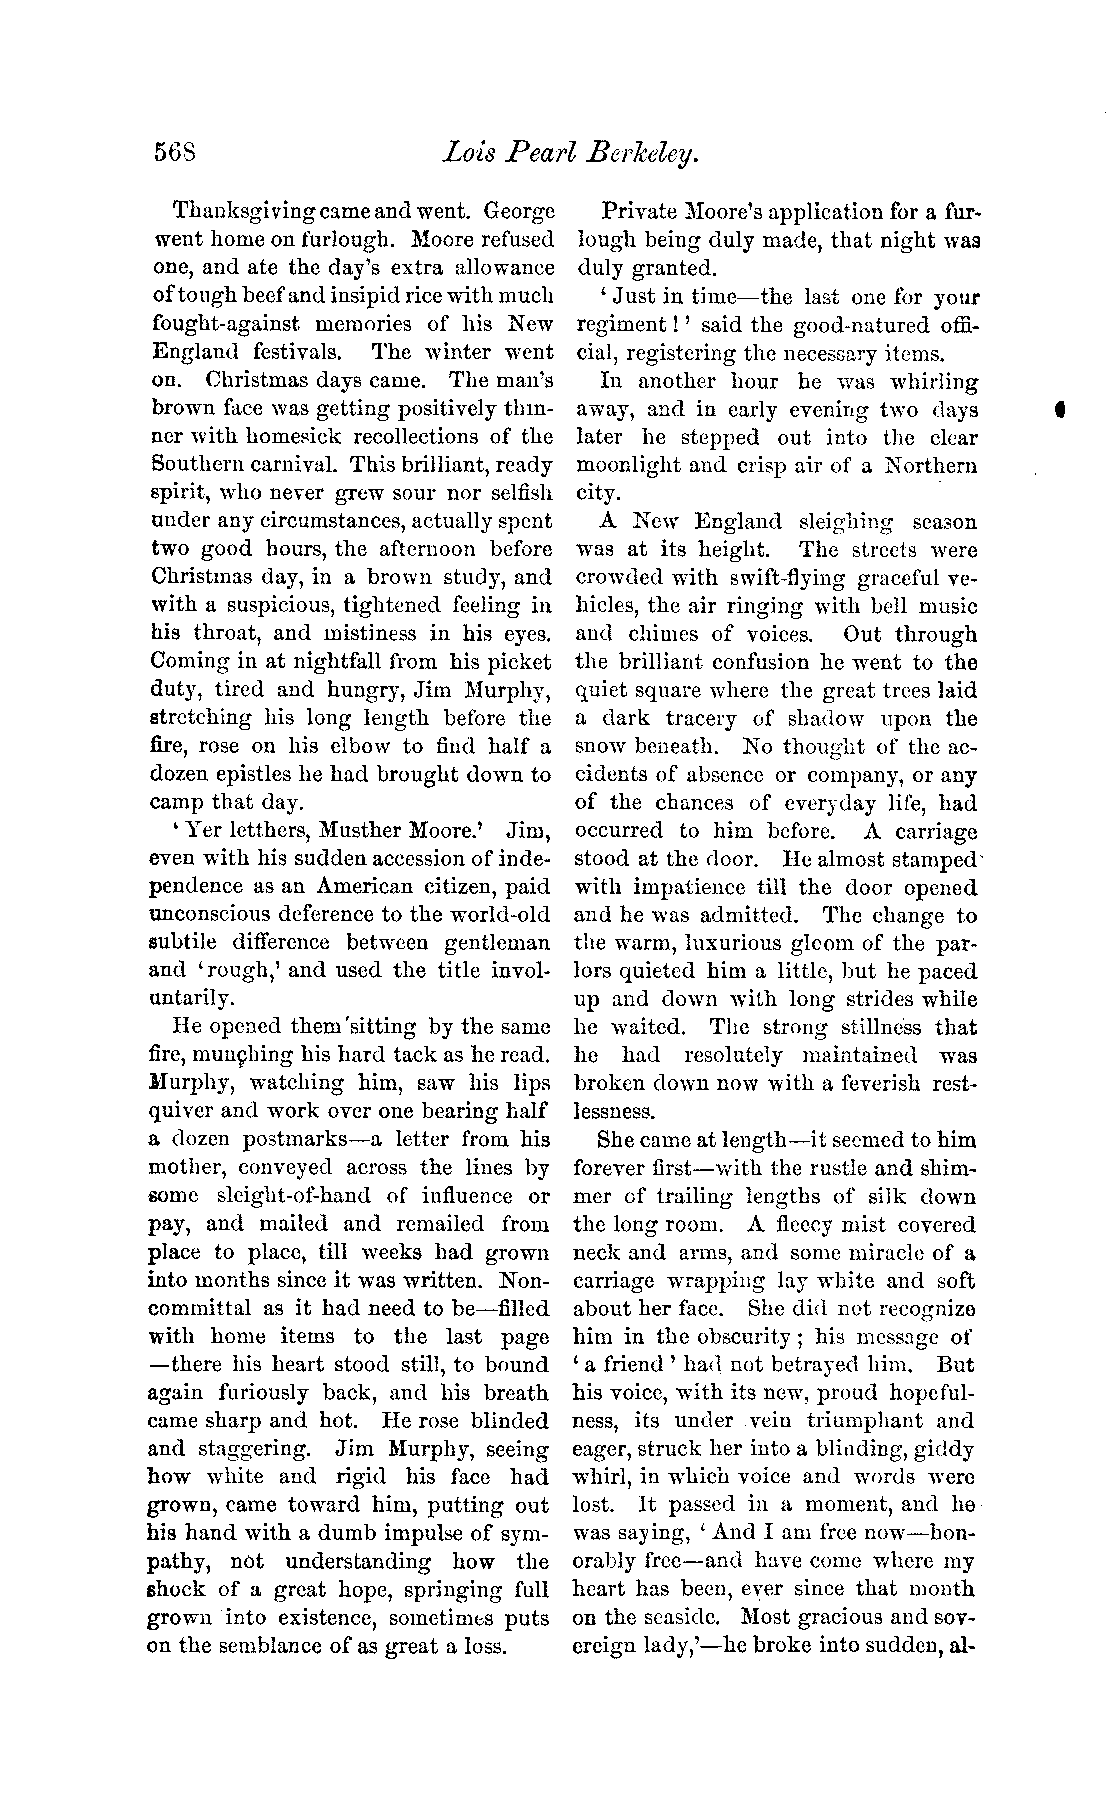 568
Lois Pearl Berkeley.
Thanksgiving came and went. George
went home on furlough. Moore refused
one, and ate the day's extra allowance
of tough beef and insipid rice with much
fought-against memories of his New
England festivals. The winter went
on. Christmas days came. The man's
brown face was getting positively thin-
ner with homesick recollections of the
Southern carnival. This brilliant, ready
spirit, who never grew sour nor selfish
under any circumstances, actually spent
two good hours, the afternoon before
Christmas day, in a brown study, and
with a suspicious, tightened feeling in
his throat, and mistiness in his eyes.
Coming in at nightfall from his picket
duty, tired and hungry, Jim Murphy,
stretching his long length before the
fire, rose on his elbow to find half a
dozen epistles he had brought down to
camp that day.
'Yer letthers, Musther Moore.' Jim,
even with his sudden accession of inde-
pendence as an American citizen, paid
unconscious deference to the world-old
subtile difference between gentleman
and 'rough,' and used the title invol-
untarily.
He opened them sitting by the same
fire, munching his hard tack as he read.
Murphy, watching him, saw his lips
quiver and work over one bearing half
a dozen postmarks—a letter from his
mother, conveyed across the lines by
some sleight-of-hand of influence or
pay, and mailed and remailed from
place to place, till weeks had grown
into months since it was written. Non-
committal as it had need to be—filled
with home items to the last page
—there his heart stood still, to bound
again furiously back, and his breath
came sharp and hot. He rose blinded
and staggering. Jim Murphy, seeing
how white and rigid his face had
grown, came toward him, putting out
his hand with a dumb impulse of sym-
pathy, not understanding how the
shock of a great hope, springing full
grown into existence, sometimes puts
on the semblance of as great a loss.
Private Moore's application for a fur-
lough being duly made, that night was
duly granted.
'Just in time—the last one for your
regiment!' said the good-natured offi-
cial, registering the necessary items.
In another hour he was whirling
away, and in early evening two days
later he stepped out into the clear
moonlight and crisp air of a Northern
city.
A New England sleighing season
was at its height. The streets were
crowded with swift-flying graceful ve-
hicles, the air ringing with bell music
and chimes of voices. Out through
the brilliant confusion he went to the
quiet square where the great trees laid
a dark tracery of shadow upon the
snow beneath. No thought of the ac-
cidents of absence or company, or any
of the chances of everyday life, had
occurred to him before. A carriage
stood at the door. He almost stamped
with impatience till the door opened
and he was admitted. The change to
the warm, luxurious gloom of the par-
lors quieted him a little, but he paced
up and down with long strides while
he waited. The strong stillness that
he had resolutely maintained was
broken down now with a feverish rest-
lessness.
She came at length—it seemed to him
forever first—with the rustle and shim-
mer of trailing lengths of silk down
the long room. A fleecy mist covered
neck and arms, and some miracle of a
carriage wrapping lay white and soft
about her face. She did not recognize
him in the obscurity; his message of
'a friend' had not betrayed him. But
his voice, with its new, proud hopeful-
ness, its under vein triumphant and
eager, struck her into a blinding, giddy
whirl, in which voice and words were
lost. It passed in a moment, and he
was saying, 'And I am free now—hon-
orably free—and have come where my
heart has been, ever since that month
on the seaside. Most gracious and sov-
ereign lady,'—he broke into sudden, al-